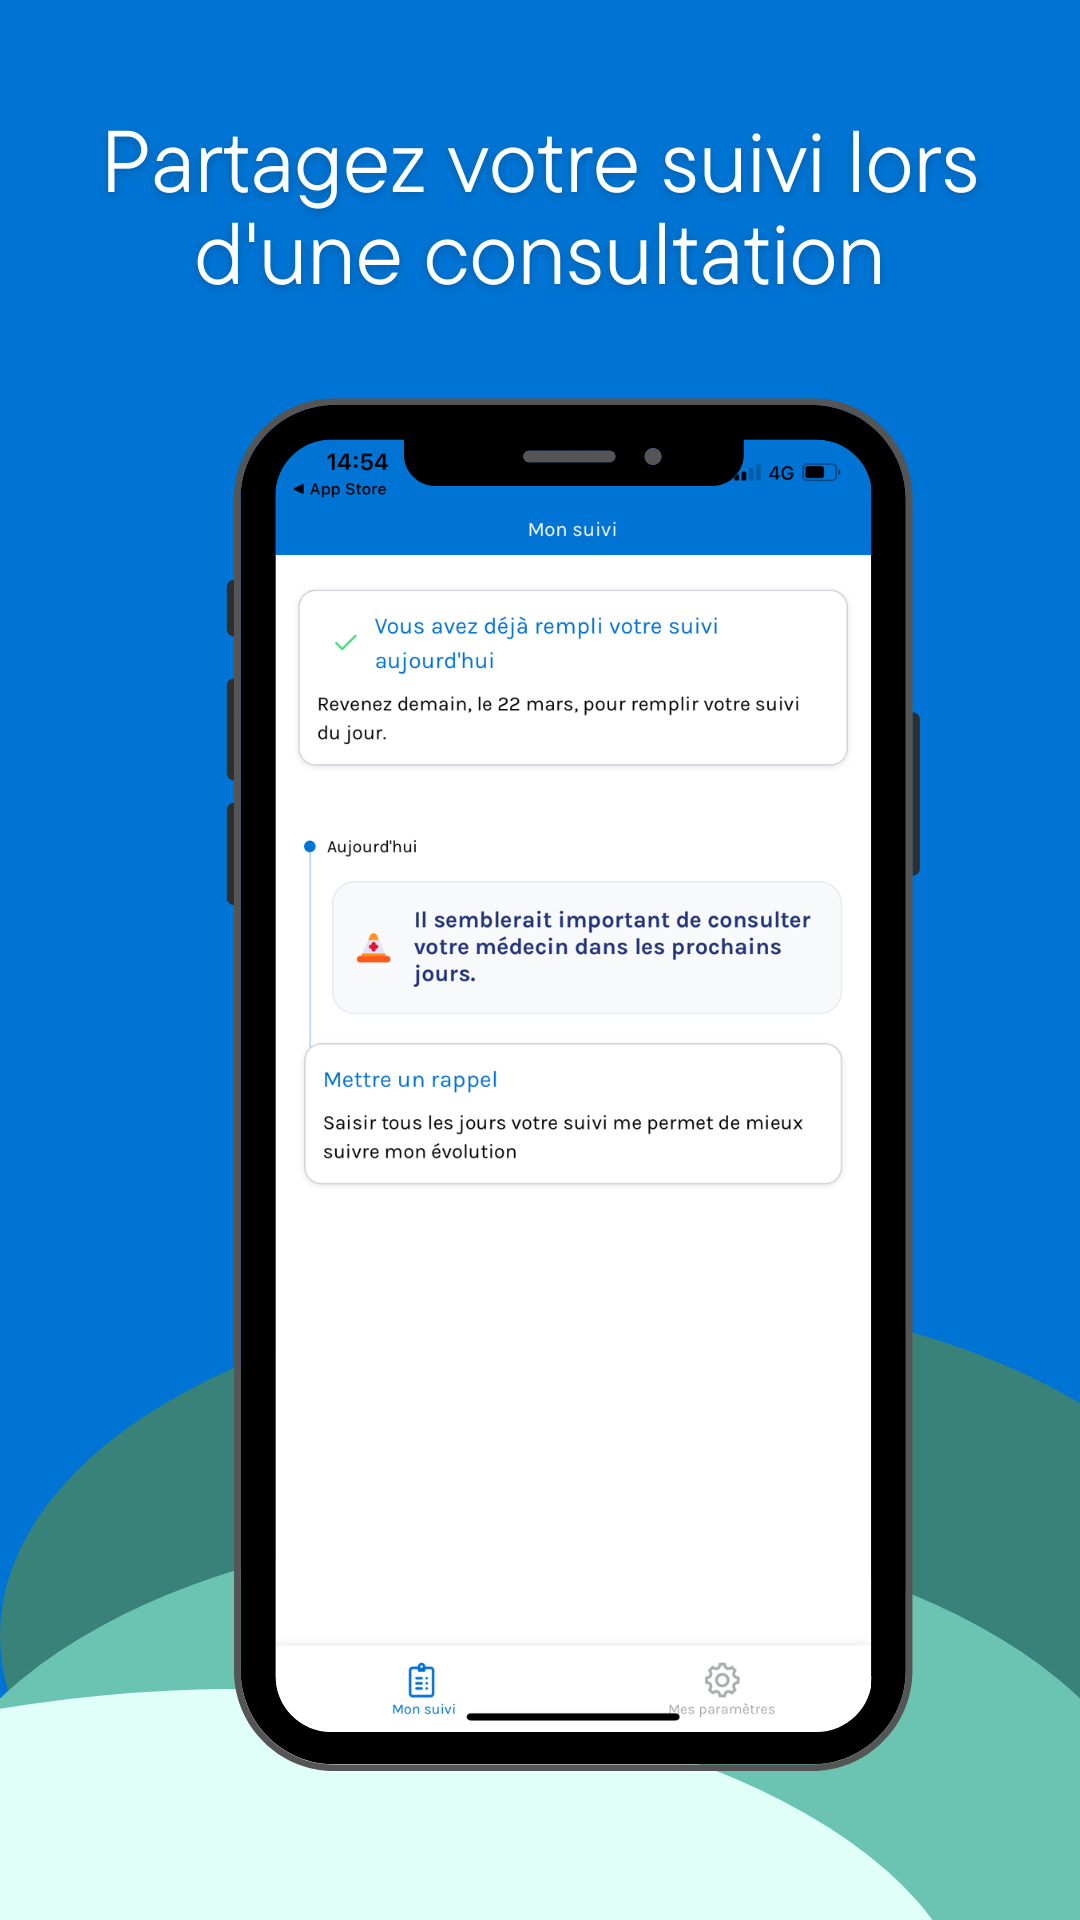 Partagez votre suivi lors
d'une consultation
14:54
4G
◀ App Store
Mon suivi
Vous avez déjà rempli votre suivi
aujourd'hui
Revenez demain, le 22 mars, pour remplir votre suivi
du jour.
Aujourd'hui
Il semblerait important de consulter
votre médecin dans les prochains
jours.
Mettre un rappel
Saisir tous les jours votre suivi me permet de mieux
suivre mon évolution
Mon suivi
Mes paramètres